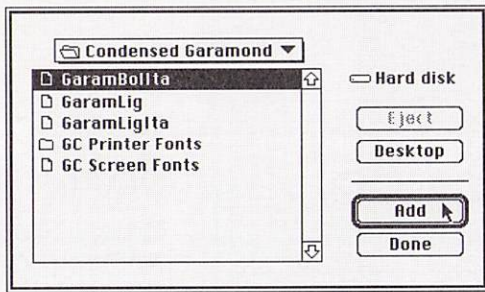 Condensed Garamond
GaramBolIta
GaramLig
GaramLigIta
GC Printer Fonts
GC Screen Fonts
Hard disk
Eject
Desktop
Add
Done